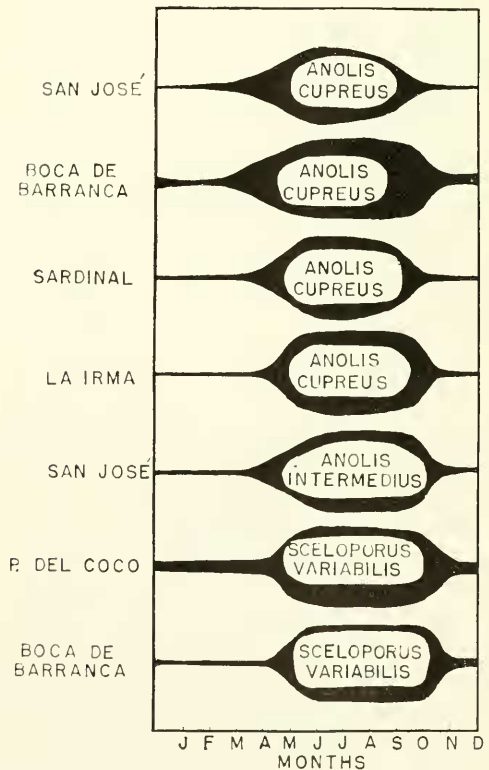 SAN JOSÉ
ANOLIS
CUPREUS
BOCA DE
BARRANCA
ANOLIS
CUPREUS
SARDINAL
ANOLIS
CUPREUS
LA IRMA
ANOLIS
CUPREUS
SAN JOSÉ
ANOLIS
INTERMEDIUS
P. DEL COCO
SCELOPORUS
VARIABILIS
BOCA DE
BARRANCA
SCELOPORUS
VARIABILIS
J F M A M J J A S O N D
MONTHS